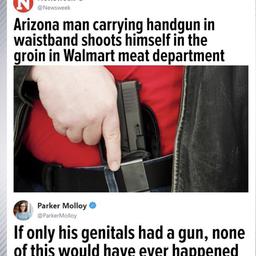 @Newsweek
Arizona man carrying handgun in
waistband shoots himself in the
groin in Walmart meat department
Parker Molloy
@ParkerMolloy
If only his genitals had a gun, none
of this would have ever happened